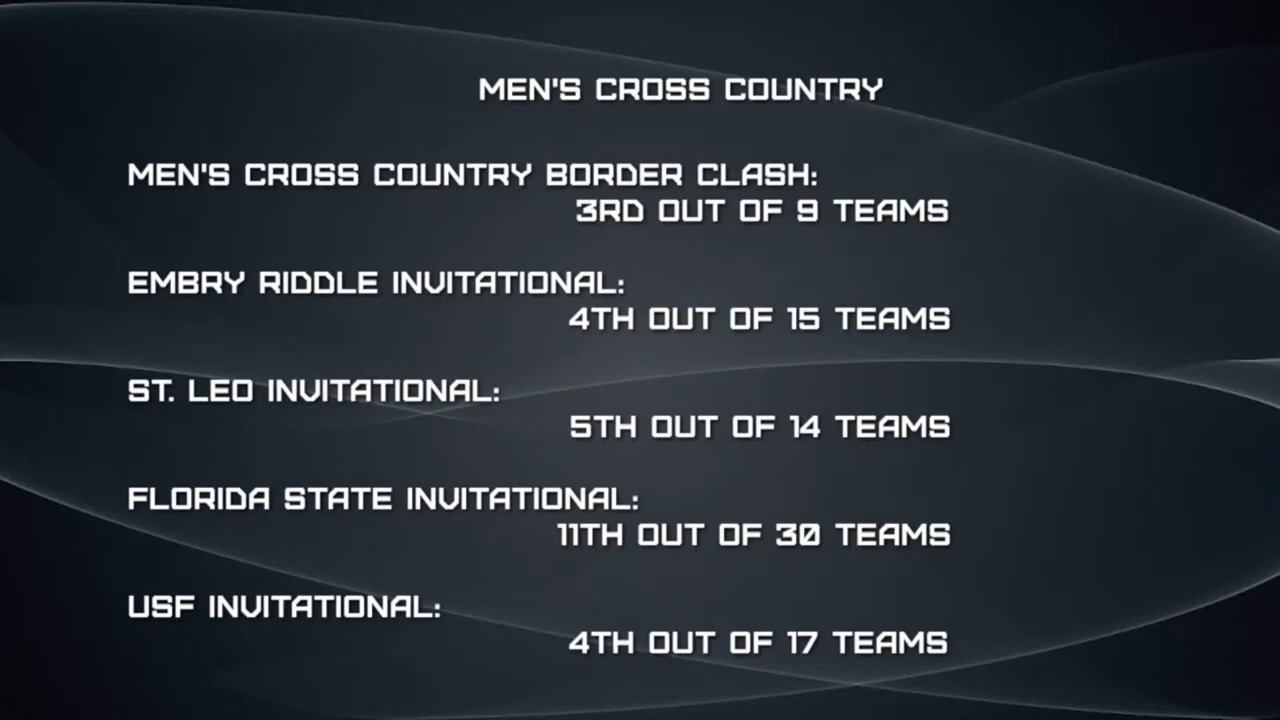 MEN'S CROSS COUNTRY
MEN'S CROSS COUNTRY BORDER CLASH:
3RD OUT OF 9 TEAMS
EMBRY RIDDLE INVITATIONAL:
4TH OUT OF 15 TEAMS
ST. LEO INVITATIONAL:
5TH OUT OF 14 TEAMS
FLORIDA STATE INVITATIONAL:
11TH OUT OF 30 TEAMS
USF INVITATIONAL:
4TH OUT OF 17 TEAMS